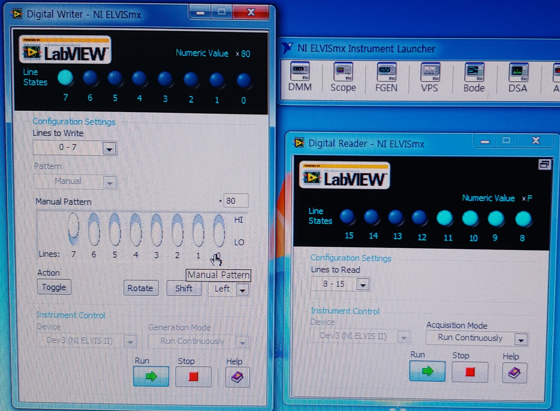 Digital Writer - NI ELVISmx
LabVIEW
Numeric Value × 80
Line
States
7 6 5 4 3 2 1 0
Configuration Settings
Lines to Write
0 - 7
Pattern
Manual
Manual Pattern
× 80
HI
LO
Lines: 7 6 5 4 3 2 1
Manual Pattern
Action
Toggle
Rotate
Shift
Left
Instrument Control
Device
Generation Mode
Dev3 (NI ELVIS II)
Run Continuously
Run
Stop
Help
NI ELVISmx Instrument Launcher
DMM
Scope
FGEN
VPS
Bode
DSA
Digital Reader - NI ELVISmx
LabVIEW
Numeric Value × F
Line
States
15 14 13 12 11 10 9 8
Configuration Settings
Lines to Read
8 - 15
Instrument Control
Device
Acquisition Mode
Dev3 (NI ELVIS II)
Run Continuously
Run
Stop
Help